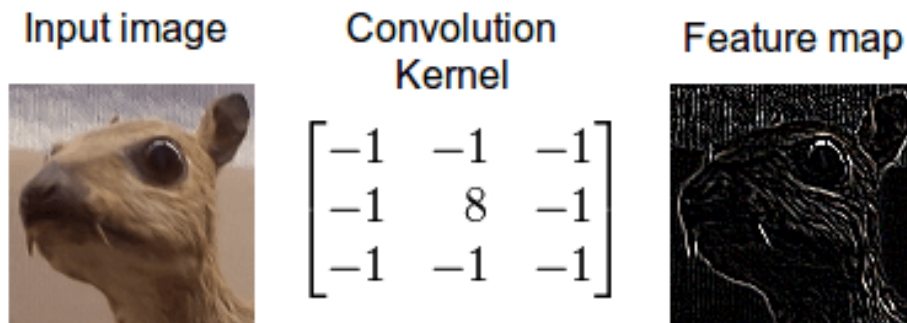 Input image
Convolution
Kernel
Feature map
−1 −1 −1
−1 8 −1
−1 −1 −1